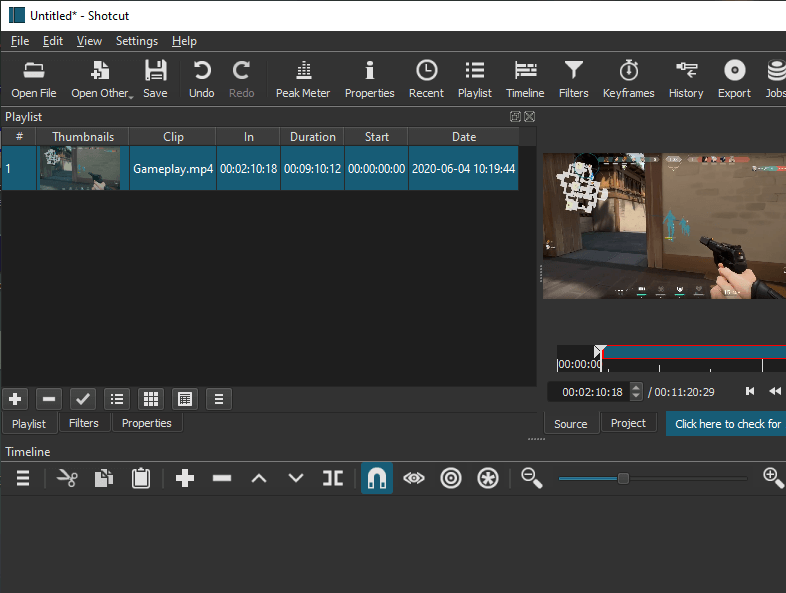 Untitled* - Shotcut
File Edit View Settings Help
Open File Open Other... Save Undo Redo Peak Meter Properties Recent Playlist Timeline Filters Keyframes History Export Jobs
Playlist
# Thumbnails Clip In Duration Start Date
1 Gameplay.mp4 00:02:10:18 00:09:10:12 00:00:00:00 2020-06-04 10:19:44
00:00:00
00:02:10:18 / 00:11:20:29
Playlist Filters Properties
Source Project Click here to check for
Timeline